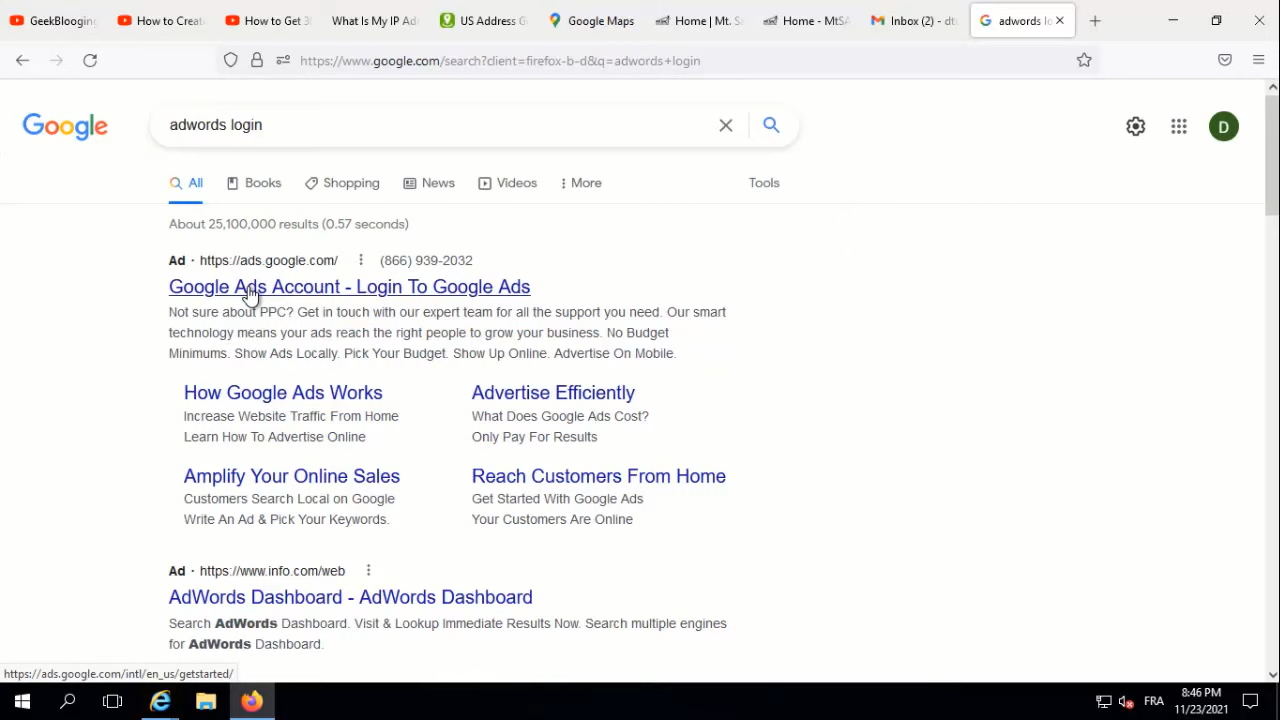 GeekBlooging
How to Create
How to Get 3
What Is My IP Ad
US Address G
Google Maps
Home | Mt. S
Home - MtSA
Inbox (2) - dt
adwords lo
https://www.google.com/search?client=firefox-b-d&q=adwords+login
Google
adwords login
D
All
Books
Shopping
News
Videos
More
Tools
About 25,100,000 results (0.57 seconds)
Ad · https://ads.google.com/ (866) 939-2032
Google Ads Account - Login To Google Ads
Not sure about PPC? Get in touch with our expert team for all the support you need. Our smart
technology means your ads reach the right people to grow your business. No Budget
Minimums. Show Ads Locally. Pick Your Budget. Show Up Online. Advertise On Mobile.
How Google Ads Works
Increase Website Traffic From Home
Learn How To Advertise Online
Advertise Efficiently
What Does Google Ads Cost?
Only Pay For Results
Amplify Your Online Sales
Customers Search Local on Google
Write An Ad & Pick Your Keywords.
Reach Customers From Home
Get Started With Google Ads
Your Customers Are Online
Ad · https://www.info.com/web
AdWords Dashboard - AdWords Dashboard
Search AdWords Dashboard. Visit & Lookup Immediate Results Now. Search multiple engines
for AdWords Dashboard.
https://ads.google.com/intl/en_us/getstarted/
FRA
8:46 PM
11/23/2021